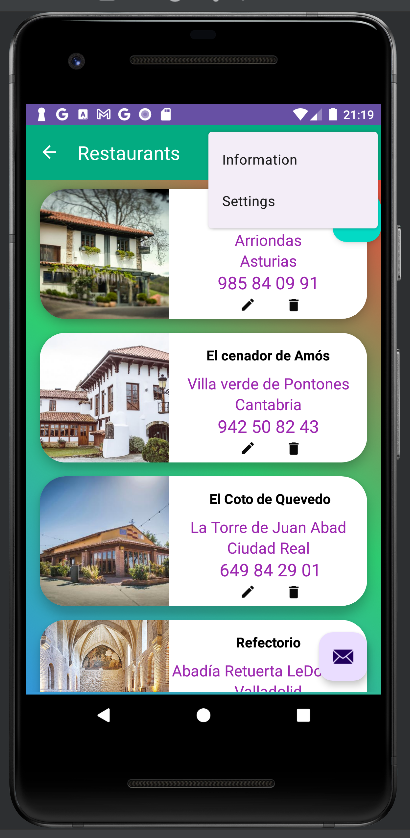 21:19
Restaurants
Information
Settings
Arriondas
Asturias
985 84 09 91
El cenador de Amós
Villa verde de Pontones
Cantabria
942 50 82 43
El Coto de Quevedo
La Torre de Juan Abad
Ciudad Real
649 84 29 01
Refectorio
Abadía Retuerta LeDo
Valladolid